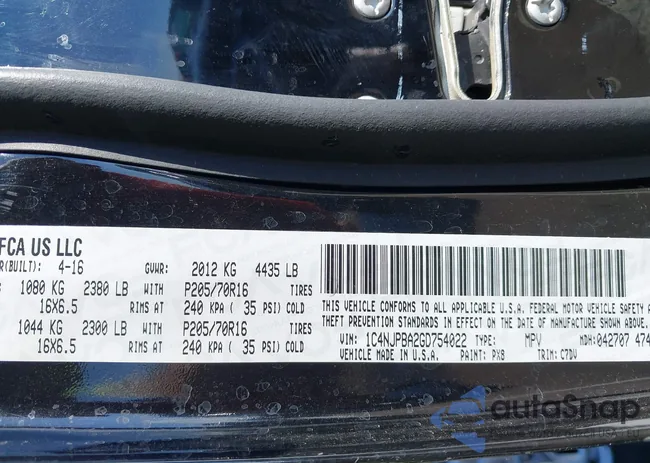 FCA US LLC
R(BUILT): 4-16 GVWR: 2012 KG 4435 LB
1080 KG 2380 LB WITH P205/70R16 TIRES
16X6.5 RIMS AT 240 KPA ( 35 PSI) COLD
1044 KG 2300 LB WITH P205/70R16 TIRES
16X6.5 RIMS AT 240 KPA ( 35 PSI) COLD
THIS VEHICLE CONFORMS TO ALL APPLICABLE U.S.A. FEDERAL MOTOR VEHICLE SAFETY A
THEFT PREVENTION STANDARDS IN EFFECT ON THE DATE OF MANUFACTURE SHOWN ABOVE.
VIN: 1C4NJPBA2GD754022 TYPE: MPV MDH: 042707 474
VEHICLE MADE IN U.S.A. PAINT: PX8 TRIM: C7DV
autoSnap